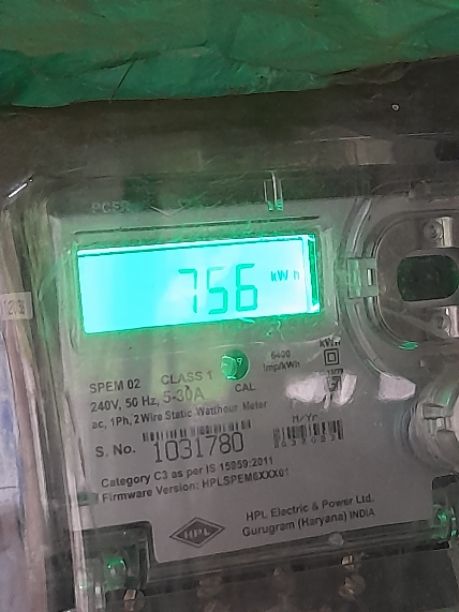 756 kWh
6400
imp/kWh
SPEM 02 CLASS 1
CAL
240V, 50 Hz, 5-30A
ac, 1Ph, 2 Wire Static Watthour Meter
S. No. 1031780
M/Yr.
Category C3 as per IS 15959:2011
Firmware Version: HPLSPEM6XXX01
HPL
HPL Electric & Power Ltd.
Gurugram (Haryana) INDIA